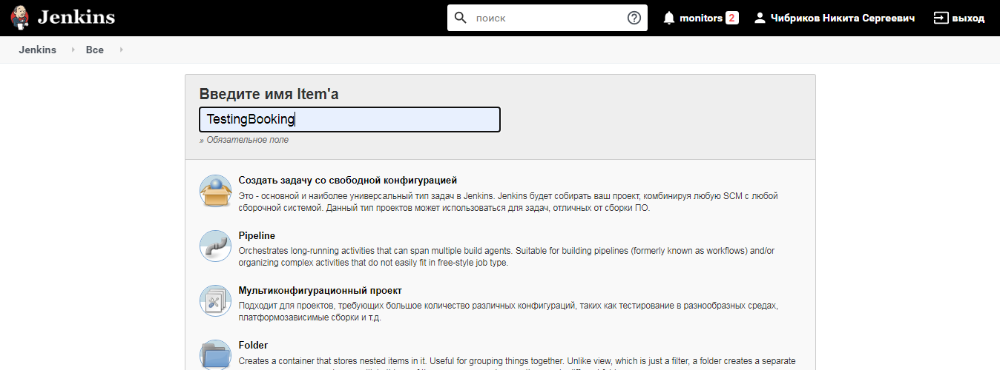 Jenkins
поиск
monitors 2
Чибриков Никита Сергеевич
выход
Jenkins
Все
Введите имя Item'а
TestingBooking
» Обязательное поле
Создать задачу со свободной конфигурацией
Это - основной и наиболее универсальный тип задач в Jenkins. Jenkins будет собирать ваш проект, комбинируя любую SCM с любой
сборочной системой. Данный тип проектов может использоваться для задач, отличных от сборки ПО.
Pipeline
Orchestrates long-running activities that can span multiple build agents. Suitable for building pipelines (formerly known as workflows) and/or
organizing complex activities that do not easily fit in free-style job type.
Мультиконфигурационный проект
Подходит для проектов, требующих большое количество различных конфигураций, таких как тестирование в разнообразных средах,
платформозависимые сборки и т.д.
Folder
Creates a container that stores nested items in it. Useful for grouping things together. Unlike view, which is just a filter, a folder creates a separate